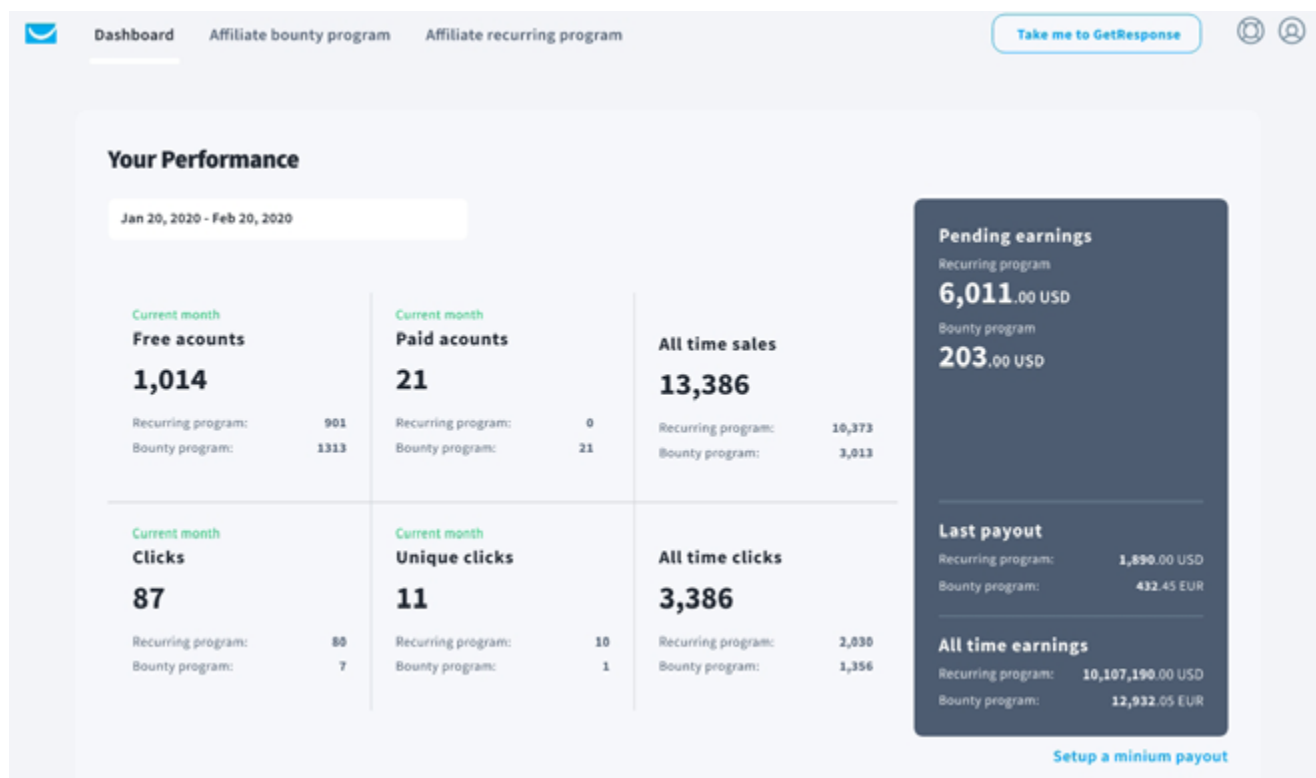 Dashboard Affiliate bounty program Affiliate recurring program Take me to GetResponse
Your Performance
Jan 20, 2020 - Feb 20, 2020
Current month
Free acounts
1,014
Recurring program: 901
Bounty program: 1313
Current month
Paid acounts
21
Recurring program: 0
Bounty program: 21
All time sales
13,386
Recurring program: 10,373
Bounty program: 3,013
Current month
Clicks
87
Recurring program: 80
Bounty program: 7
Current month
Unique clicks
11
Recurring program: 10
Bounty program: 1
All time clicks
3,386
Recurring program: 2,030
Bounty program: 1,356
Pending earnings
Recurring program
6,011.00 USD
Bounty program
203.00 USD
Last payout
Recurring program: 1,890.00 USD
Bounty program: 432.45 EUR
All time earnings
Recurring program: 10,107,190.00 USD
Bounty program: 12,932.05 EUR
Setup a minium payout